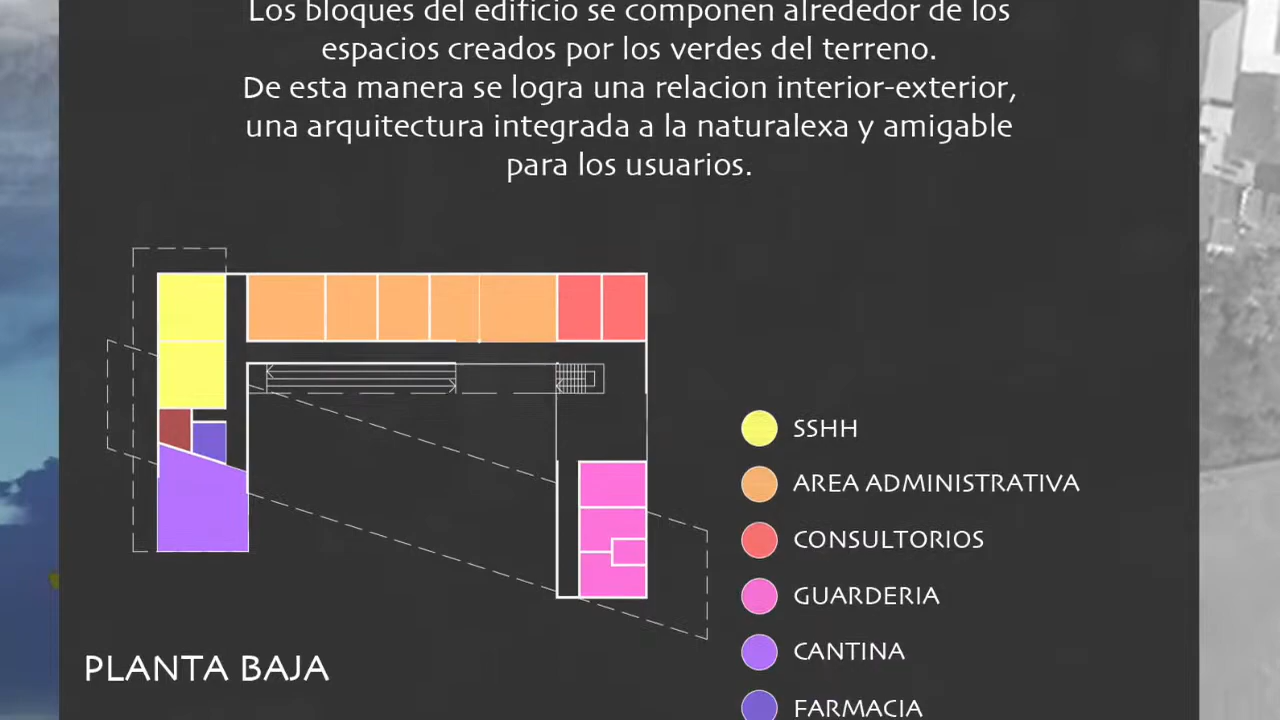 Los bloques del edificio se componen alrededor de los
espacios creados por los verdes del terreno.
De esta manera se logra una relacion interior-exterior,
una arquitectura integrada a la naturalexa y amigable
para los usuarios.
SSHH
AREA ADMINISTRATIVA
CONSULTORIOS
GUARDERIA
CANTINA
FARMACIA
PLANTA BAJA